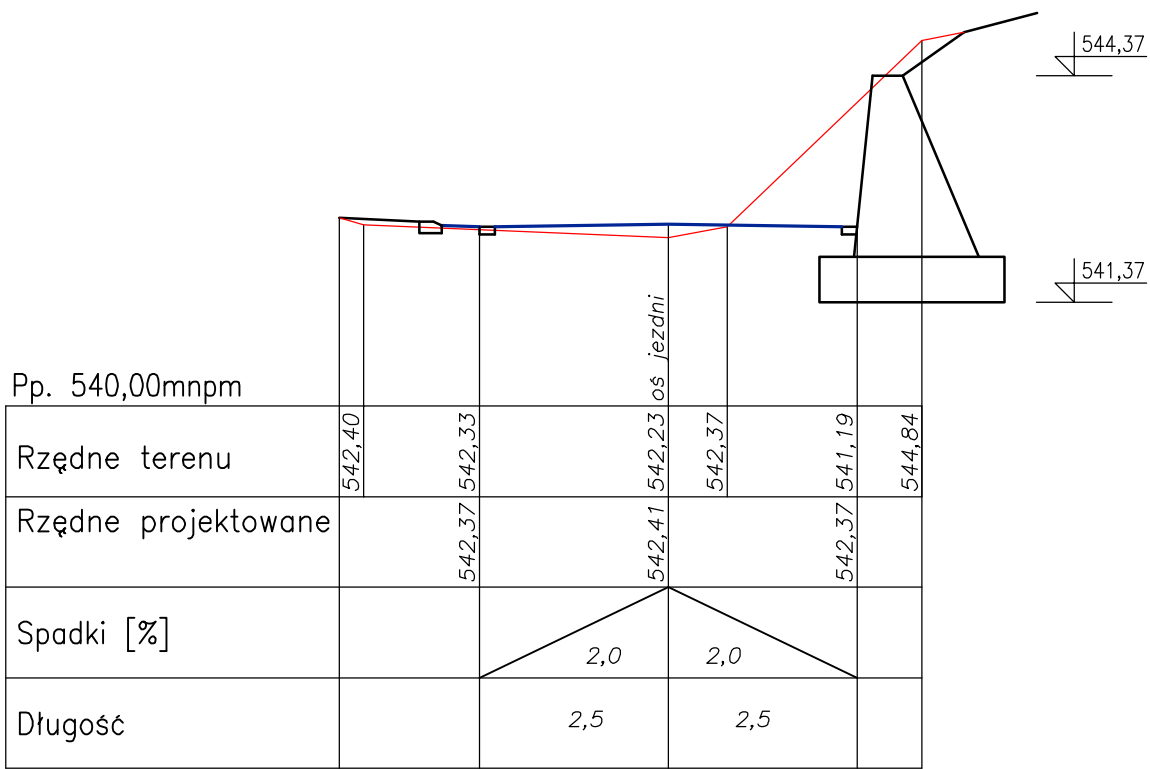 544,37
541,37
oś jezdni
Pp. 540,00mnpm
Rzędne terenu
542,40
542,33
542,23
542,37
541,19
544,84
Rzędne projektowane
542,37
542,41
542,37
Spadki [%]
2,0
2,0
Długość
2,5
2,5